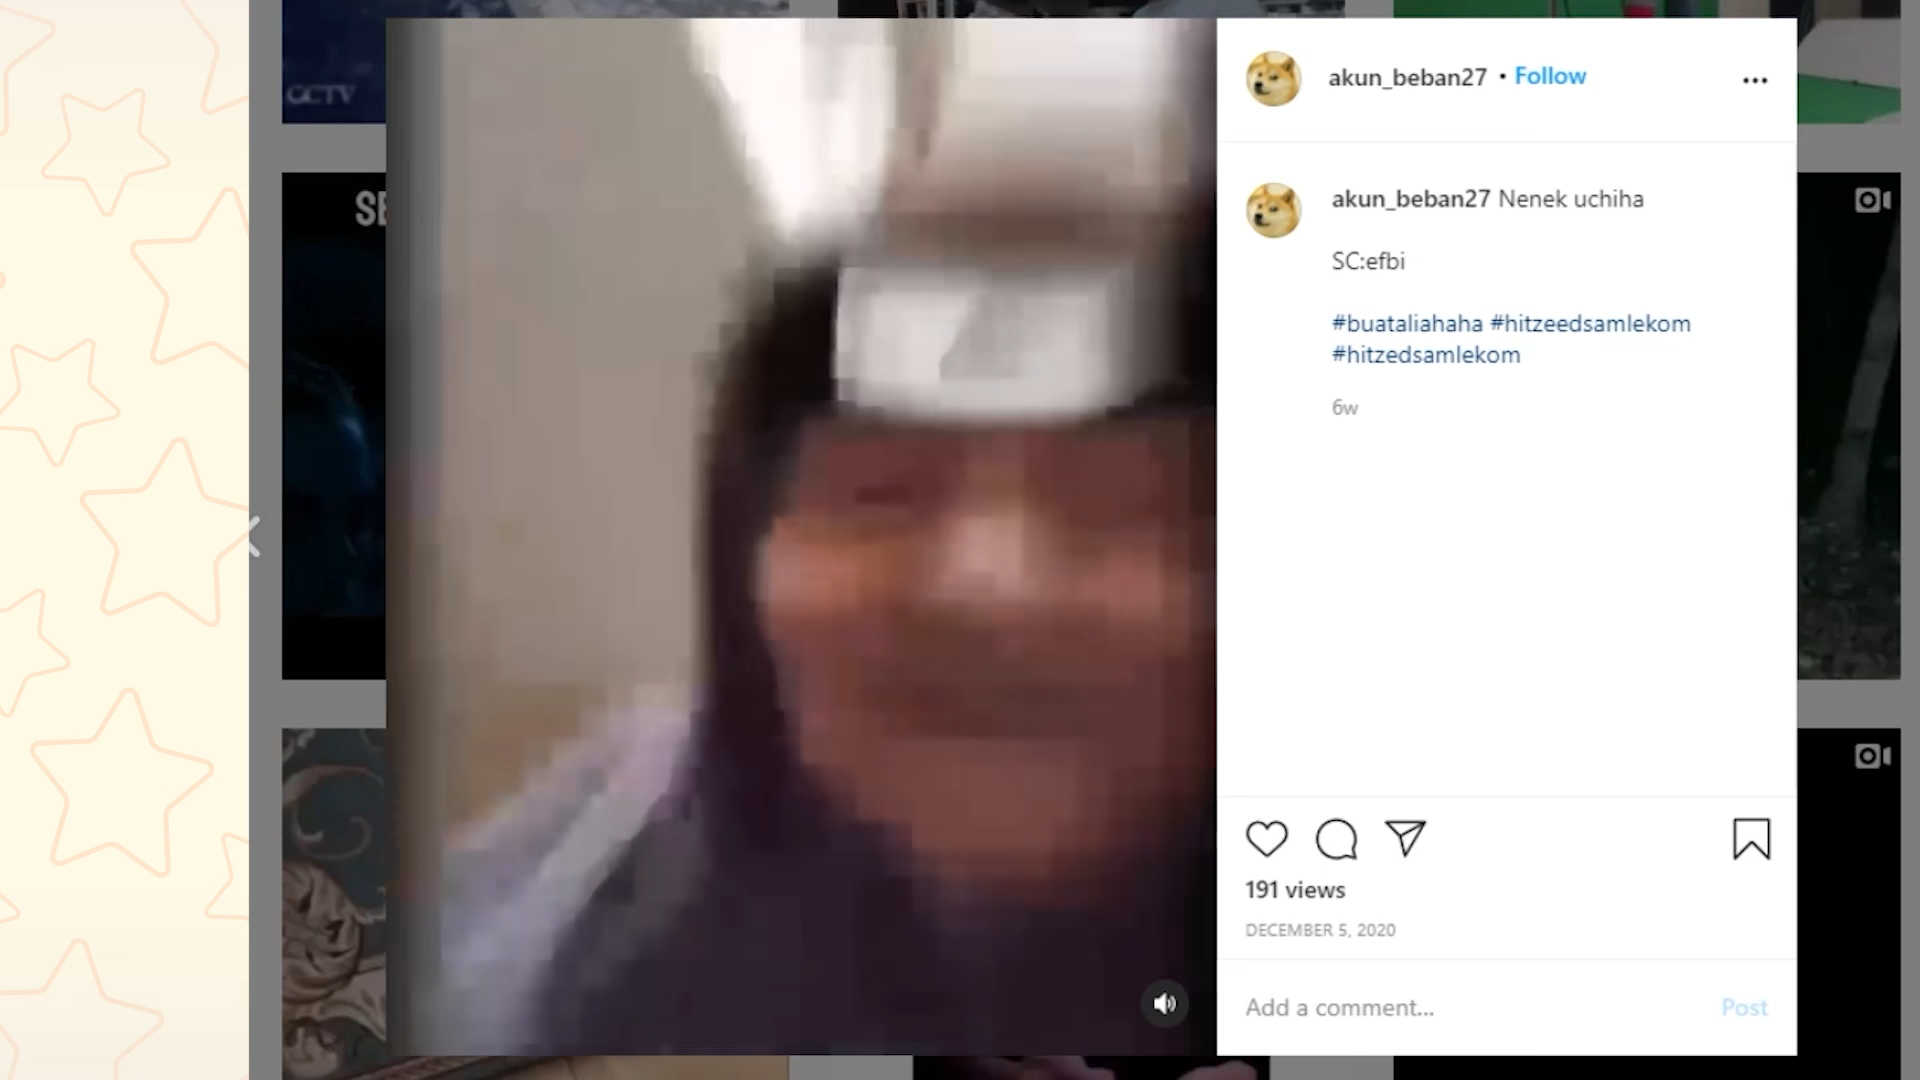 CCTV
SE
akun_beban27 • Follow
akun_beban27 Nenek uchiha
SC:efbi
#buataliahaha #hitzeedsamlekom
#hitzedsamlekom
6w
191 views
DECEMBER 5, 2020
Add a comment...
Post